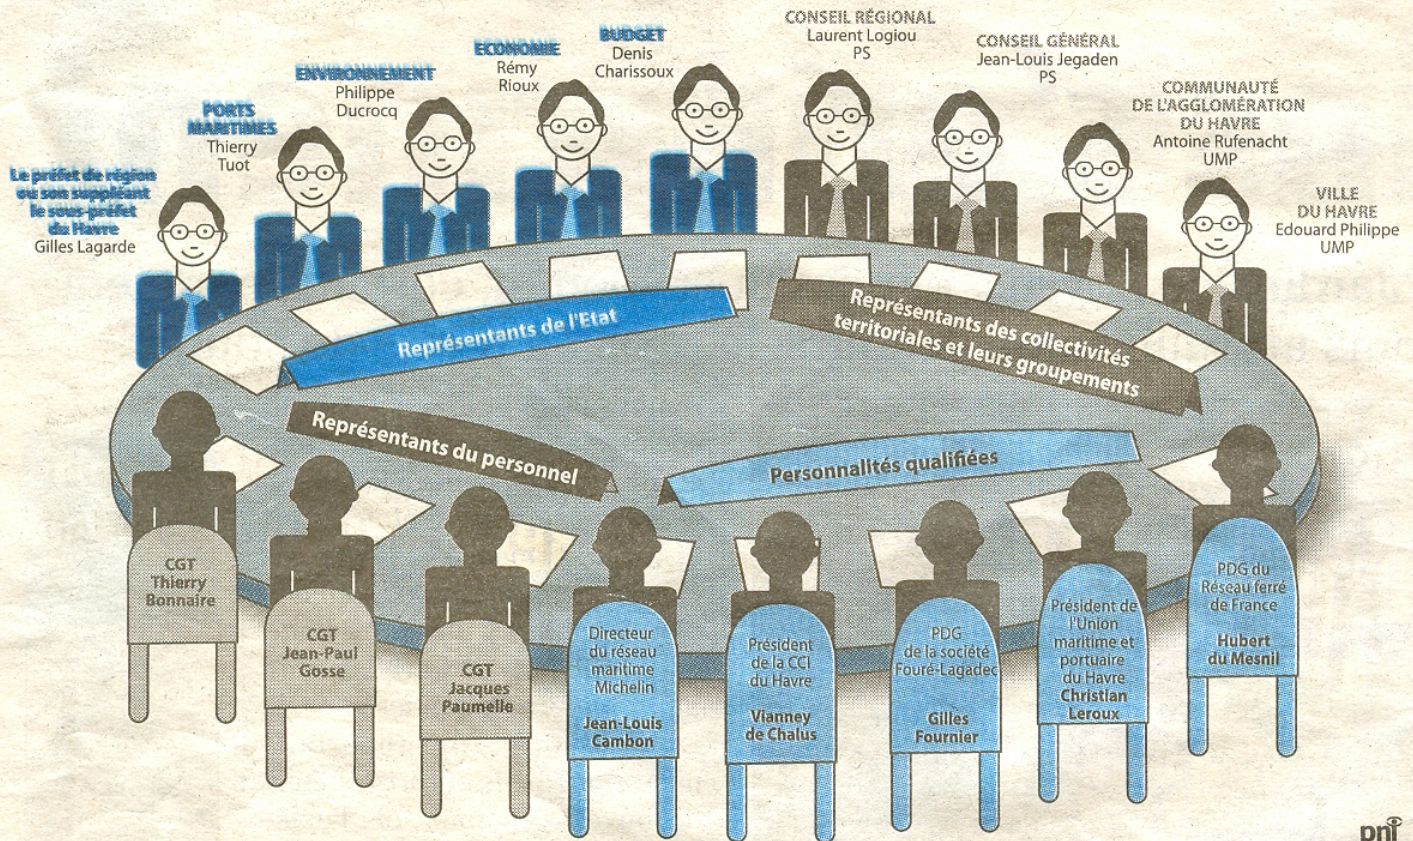 Le préfet de région
ou son suppléant
le sous-préfet
du Havre
Gilles Lagarde
PORTS
MARITIMES
Thierry
Tuot
ENVIRONNEMENT
Philippe
Ducrocq
ECONOMIE
Rémy
Rioux
BUDGET
Denis
Charissoux
CONSEIL RÉGIONAL
Laurent Logiou
PS
CONSEIL GÉNÉRAL
Jean-Louis Jegaden
PS
COMMUNAUTÉ
DE L'AGGLOMÉRATION
DU HAVRE
Antoine Rufenacht
UMP
VILLE
DU HAVRE
Edouard Philippe
UMP
Représentants de l'Etat
Représentants des collectivités
territoriales et leurs groupements
Représentants du personnel
Personnalités qualifiées
CGT
Thierry
Bonnaire
CGT
Jean-Paul
Gosse
CGT
Jacques
Paumelle
Directeur
du réseau
maritime
Michelin
Jean-Louis
Cambon
Président
de la CCI
du Havre
Vianney
de Chalus
PDG
de la société
Fouré-Lagadec
Gilles
Fournier
Président de
l'Union
maritime et
portuaire
du Havre
Christian
Leroux
PDG du
Réseau ferré
de France
Hubert
du Mesnil
pni